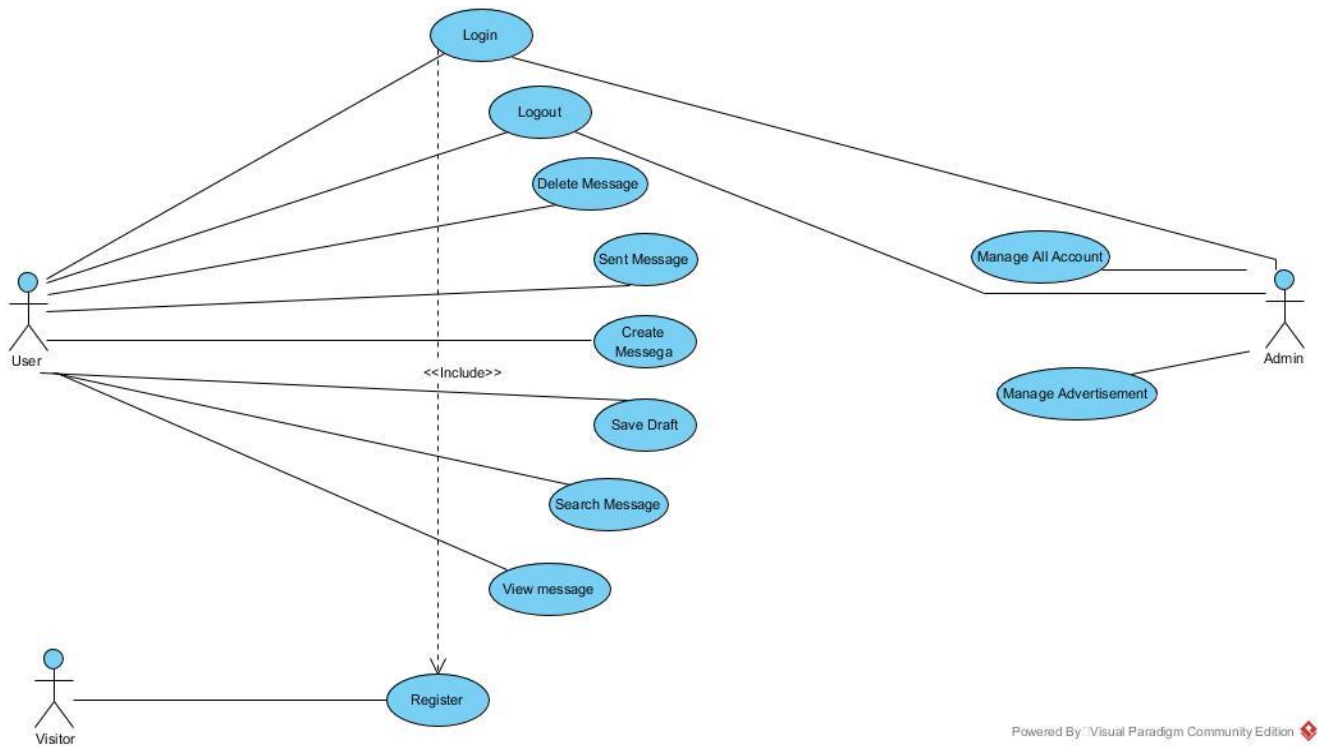 Login
Logout
Delete Message
Sent Message
Manage All Account
Create
Messega
User
Admin
<<Include>>
Manage Advertisement
Save Draft
Search Message
View message
Register
Visitor
Powered By Visual Paradigm Community Edition